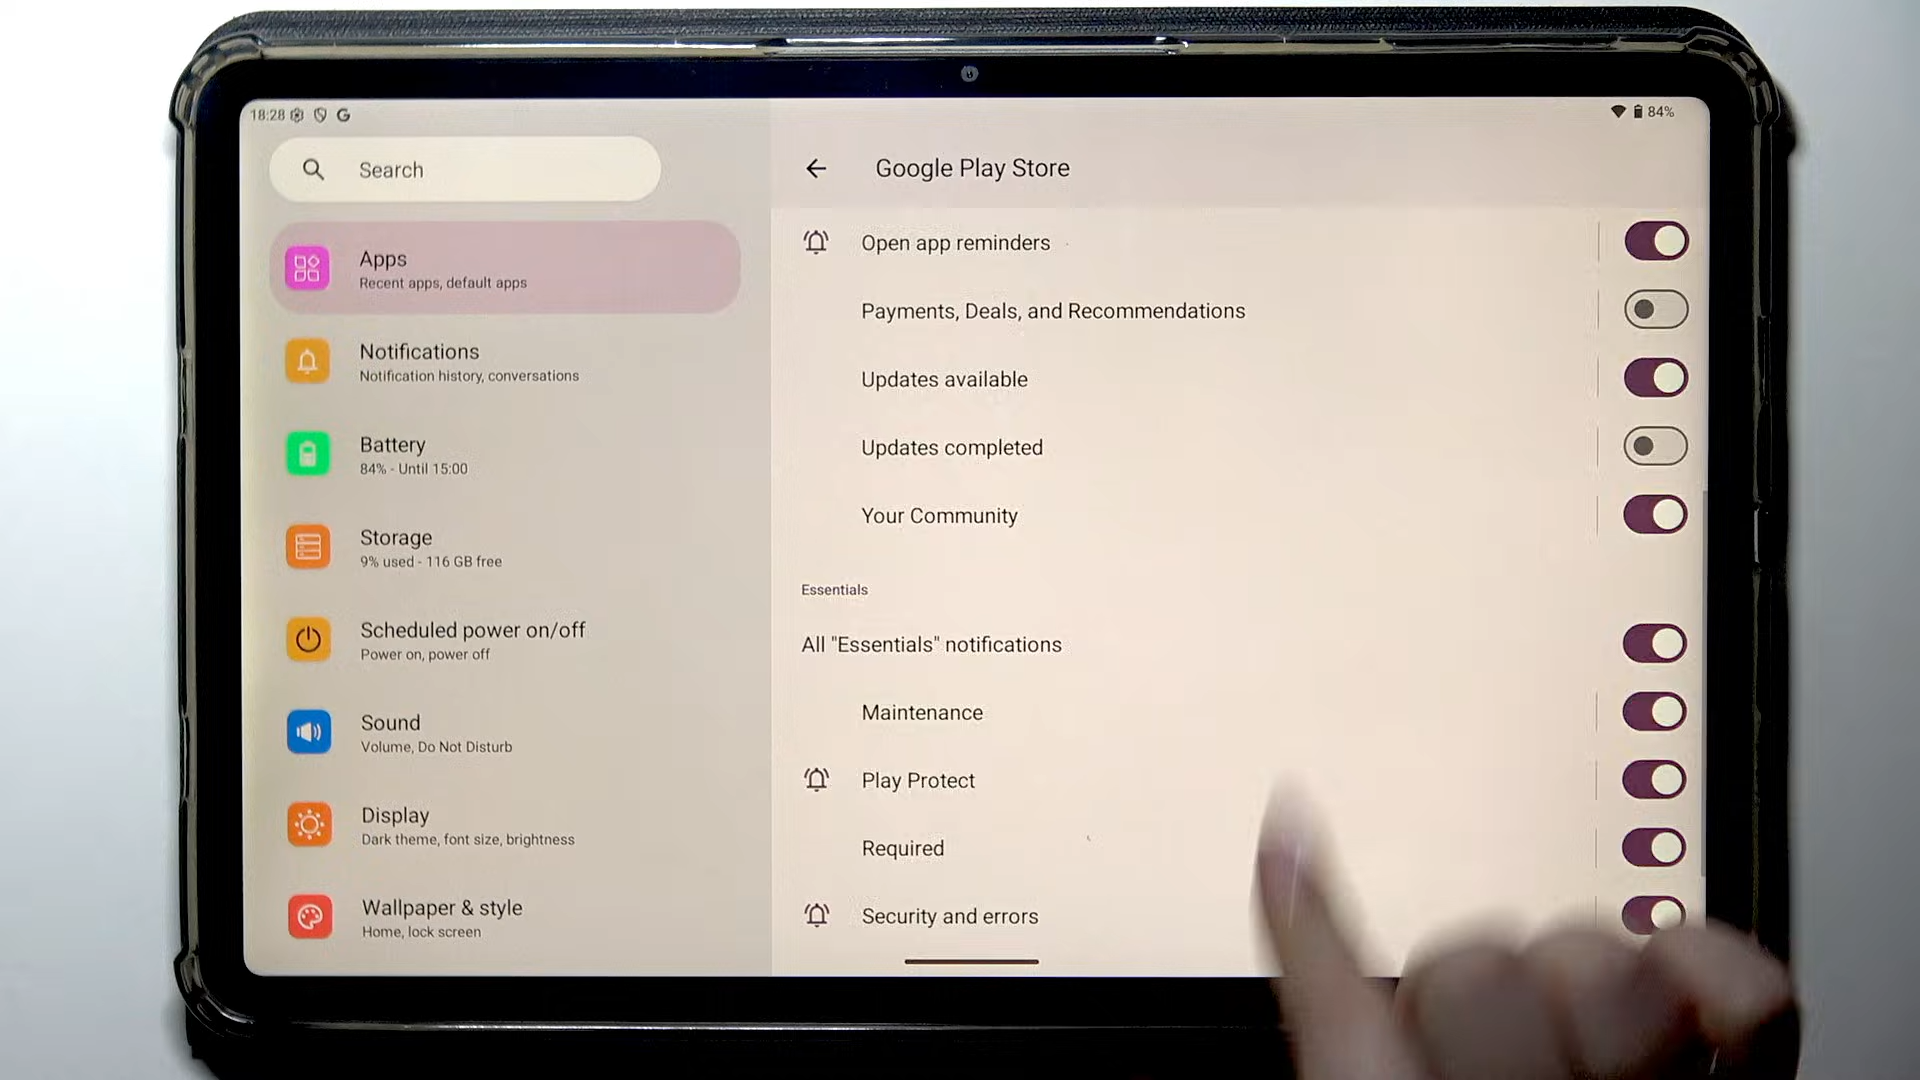 18:28
84%
Search
Apps
Recent apps, default apps
Notifications
Notification history, conversations
Battery
84% - Until 15:00
Storage
9% used - 116 GB free
Scheduled power on/off
Power on, power off
Sound
Volume, Do Not Disturb
Display
Dark theme, font size, brightness
Wallpaper & style
Home, lock screen
Google Play Store
Open app reminders
Payments, Deals, and Recommendations
Updates available
Updates completed
Your Community
Essentials
All "Essentials" notifications
Maintenance
Play Protect
Required
Security and errors